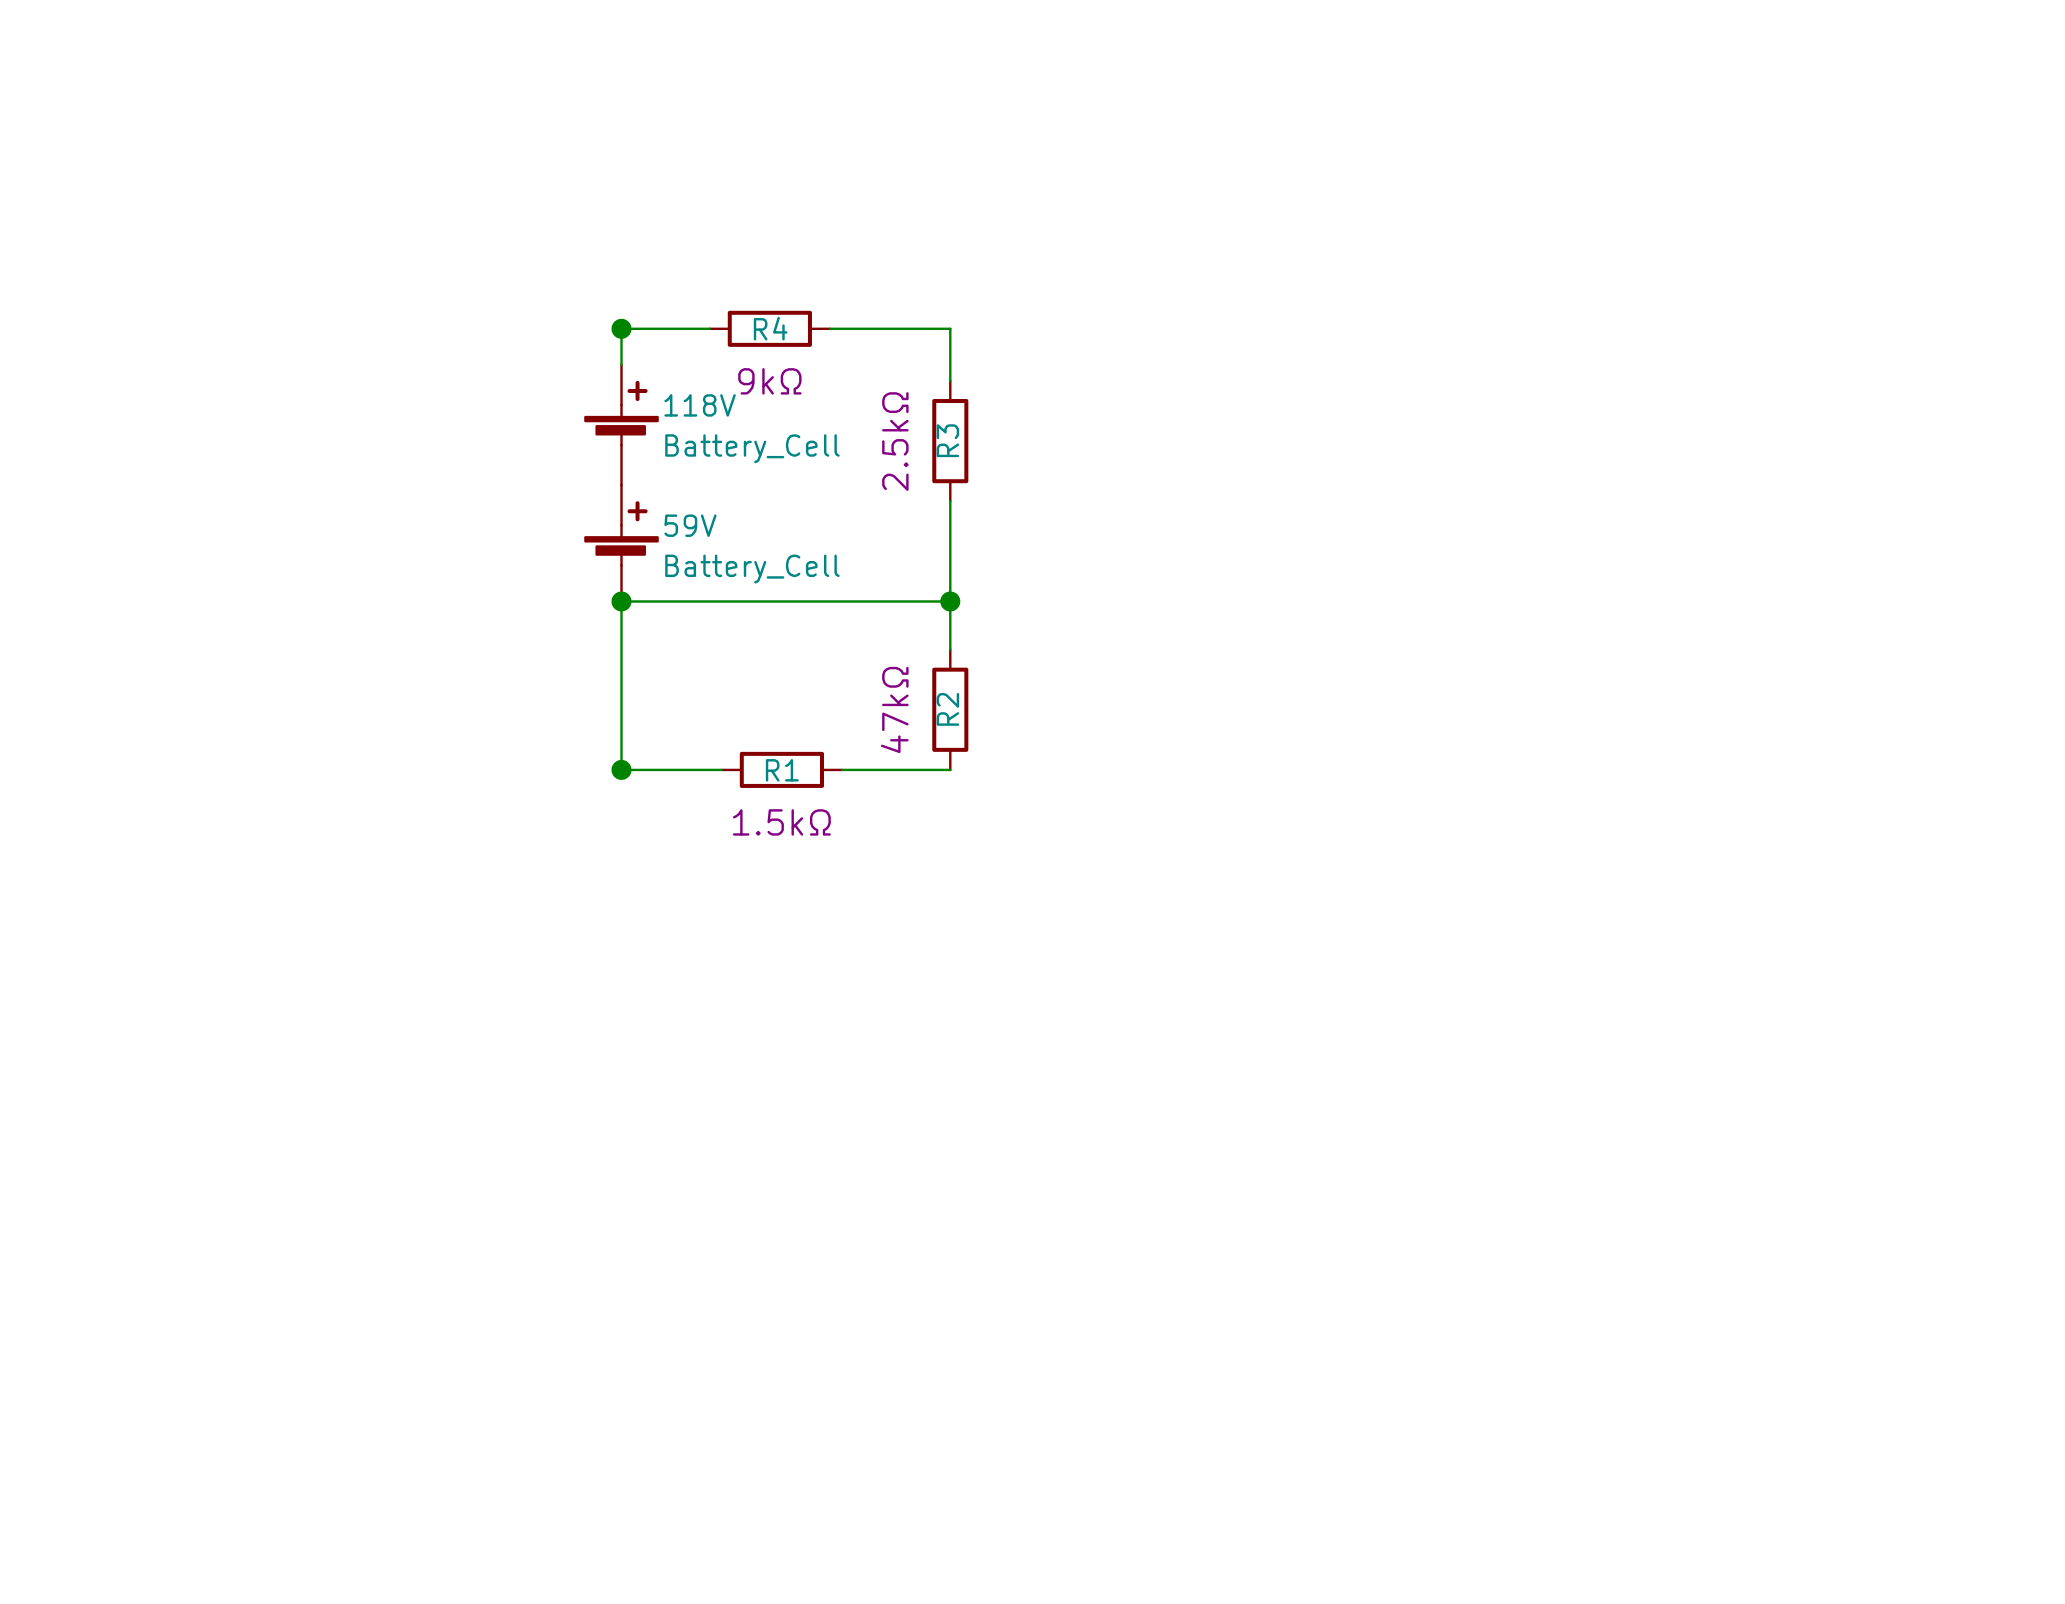 R4
9kΩ
+
118V
Battery_Cell
R3
2.5kΩ
+
59V
Battery_Cell
R2
47kΩ
R1
1.5kΩ